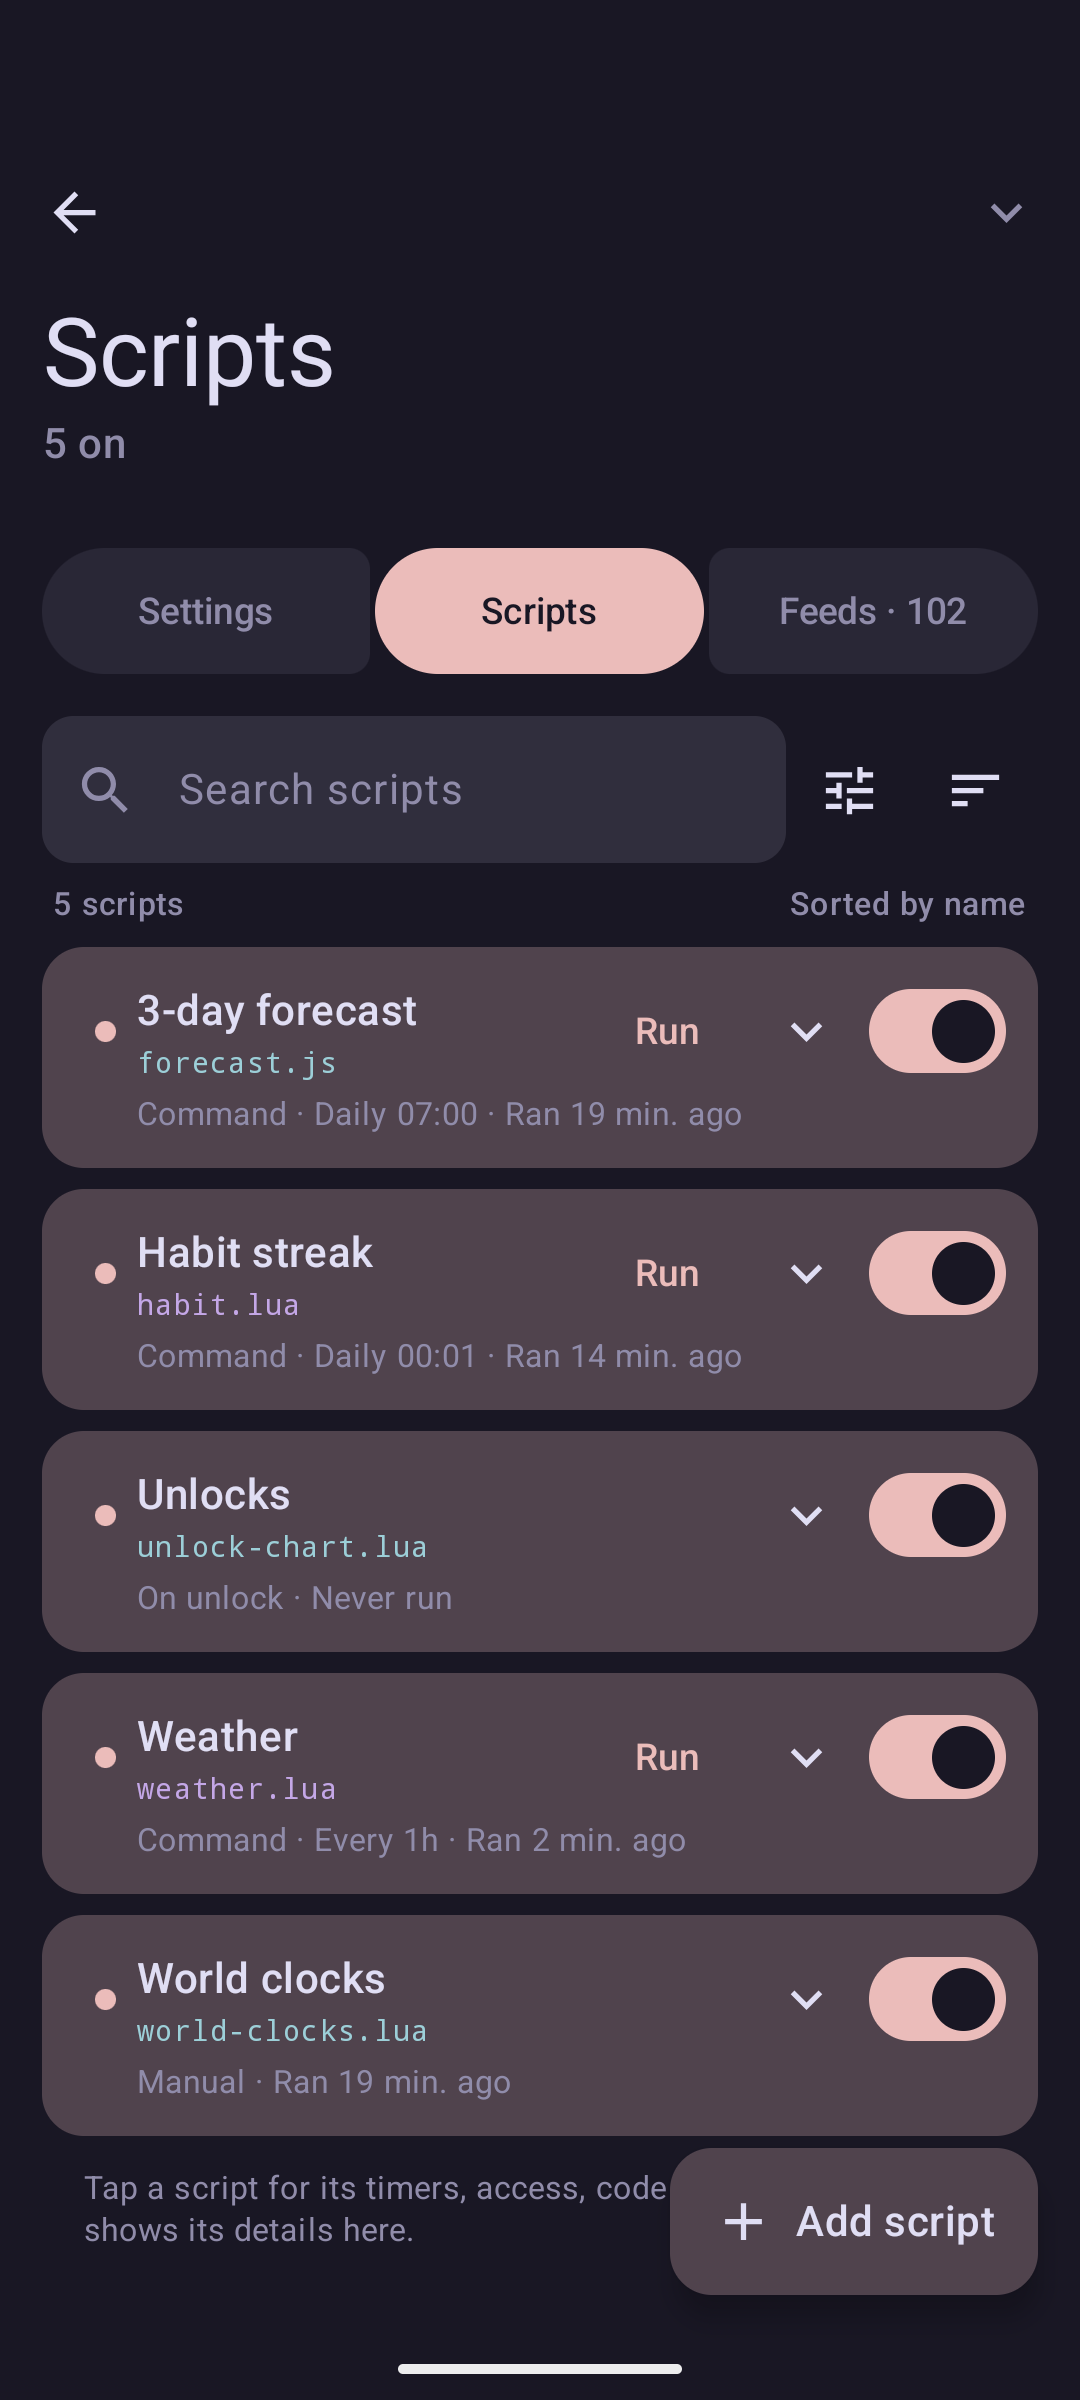 Scripts
5 on
Settings
Scripts
Feeds · 102
Search scripts
5 scripts
Sorted by name
3-day forecast
Run
forecast.js
Command · Daily 07:00 · Ran 19 min. ago
Habit streak
Run
habit.lua
Command · Daily 00:01 · Ran 14 min. ago
Unlocks
unlock-chart.lua
On unlock · Never run
Weather
Run
weather.lua
Command · Every 1h · Ran 2 min. ago
World clocks
world-clocks.lua
Manual · Ran 19 min. ago
Tap a script for its timers, access, code
shows its details here.
Add script